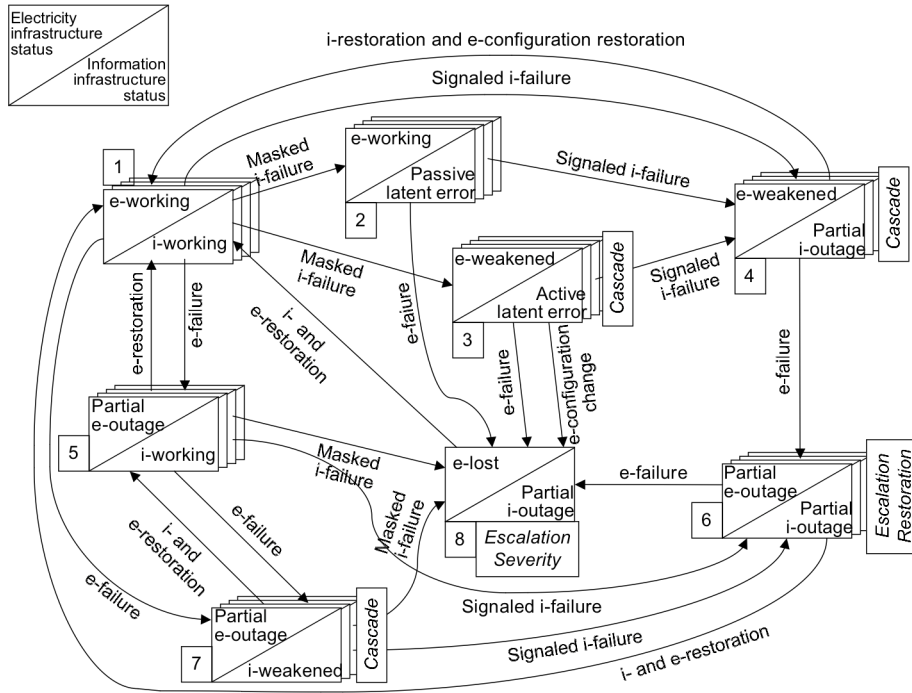 Electricity
infrastructure
status
Information
infrastructure
status
i-restoration and e-configuration restoration
Signaled i-failure
1
e-working
i-working
Masked
i-failure
e-working
Passive
latent error
2
Signaled i-failure
e-weakened
Partial
i-outage
4
Cascade
Masked
i-failure
e-weakened
Active
latent error
3
Cascade
Signaled
i-failure
e-restoration
e-failure
i- and
e-restoration
e-faiure
e-failure
e-configuration
change
e-failure
Partial
e-outage
i-working
5
Masked
i-failure
e-lost
Partial
i-outage
8
Escalation
Severity
e-failure
Partial
e-outage
Partial
i-outage
6
Escalation
Restoration
i- and
e-restoration
e-failure
Masked
i-failure
e-failure
Partial
e-outage
i-weakened
7
Cascade
Signaled i-failure
Signaled i-failure
i- and e-restoration